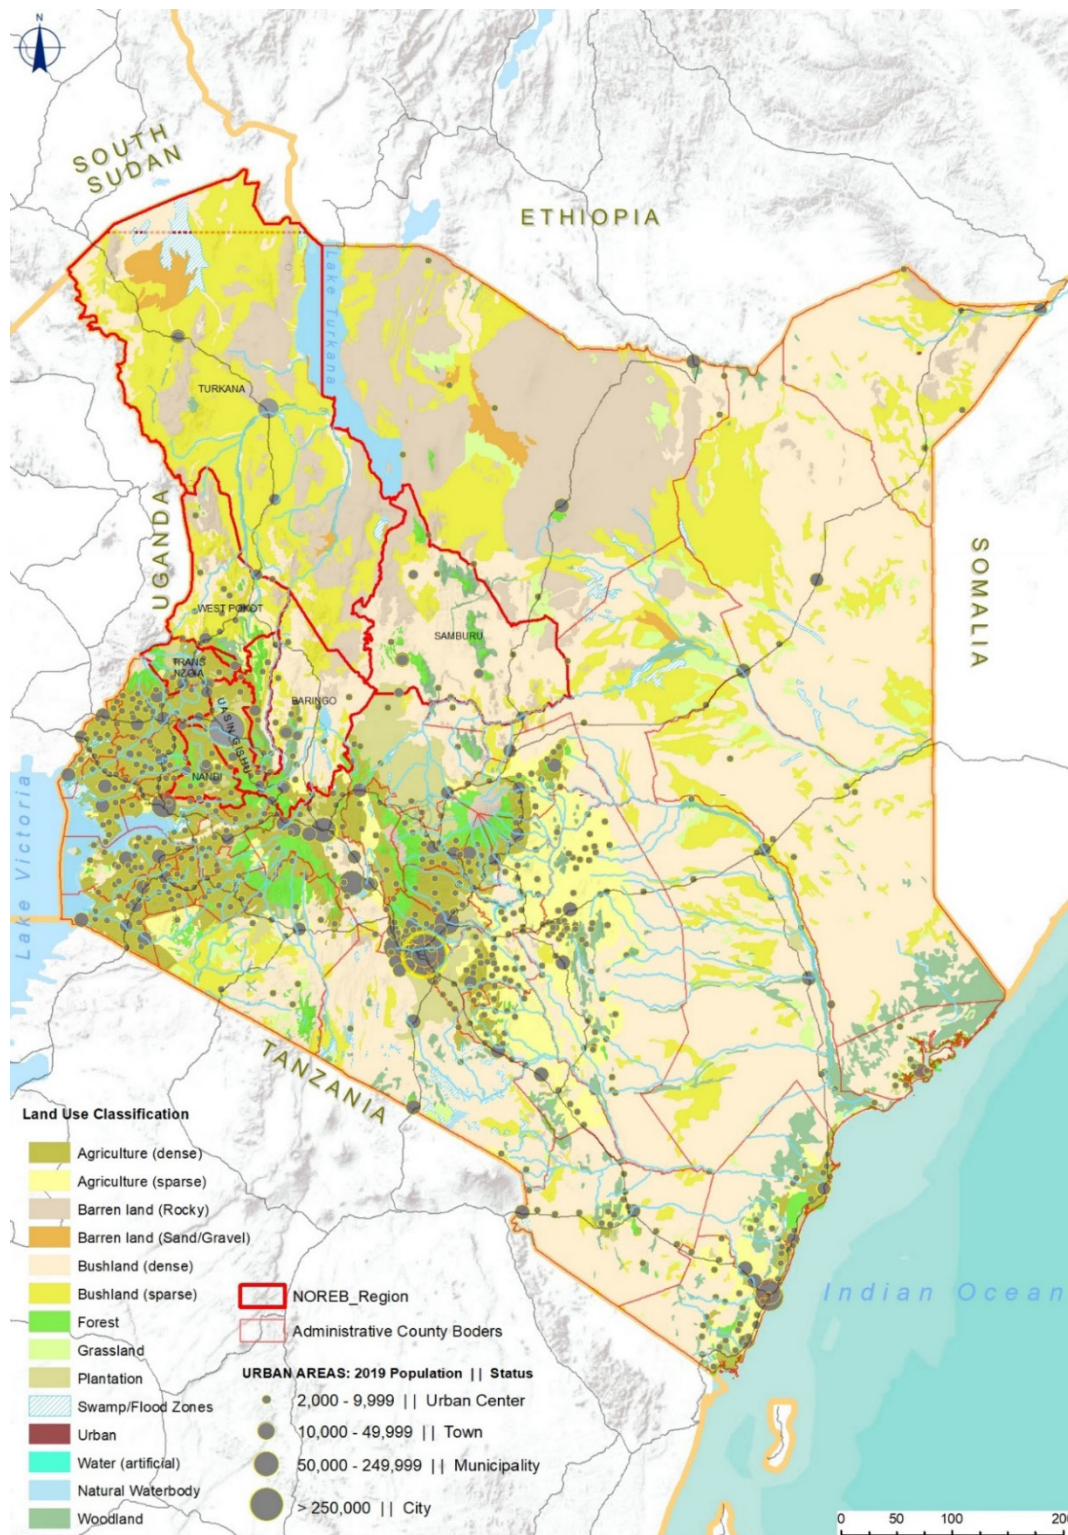 N
SOUTH
SUDAN
ETHIOPIA
Lake Turkana
TURKANA
UGANDA
SOMALIA
WEST POKOT
SAMBURU
TRANS
NZOIA
BARINGO
UASIN GISHU
NANDI
Lake Victoria
TANZANIA
Indian Ocean
Land Use Classification
Agriculture (dense)
Agriculture (sparse)
Barren land (Rocky)
Barren land (Sand/Gravel)
Bushland (dense)
Bushland (sparse)
Forest
Grassland
Plantation
Swamp/Flood Zones
Urban
Water (artificial)
Natural Waterbody
Woodland
NOREB_Region
Administrative County Boders
URBAN AREAS: 2019 Population || Status
2,000 - 9,999 || Urban Center
10,000 - 49,999 || Town
50,000 - 249,999 || Municipality
> 250,000 || City
0 50 100 20